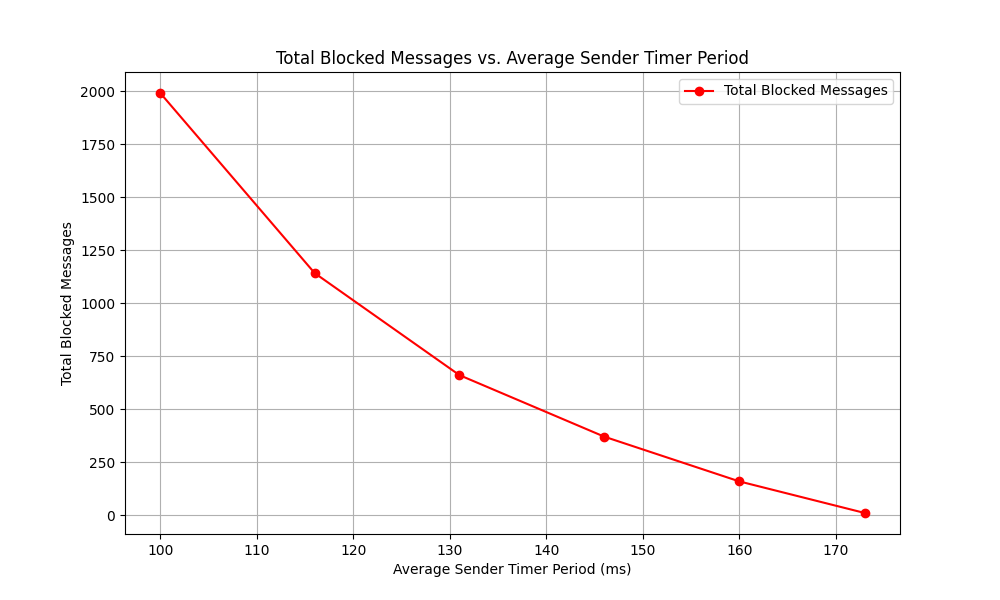 Total Blocked Messages vs. Average Sender Timer Period
Total Blocked Messages
2000
1750
1500
1250
1000
750
500
250
0
Total Blocked Messages
100 110 120 130 140 150 160 170
Average Sender Timer Period (ms)